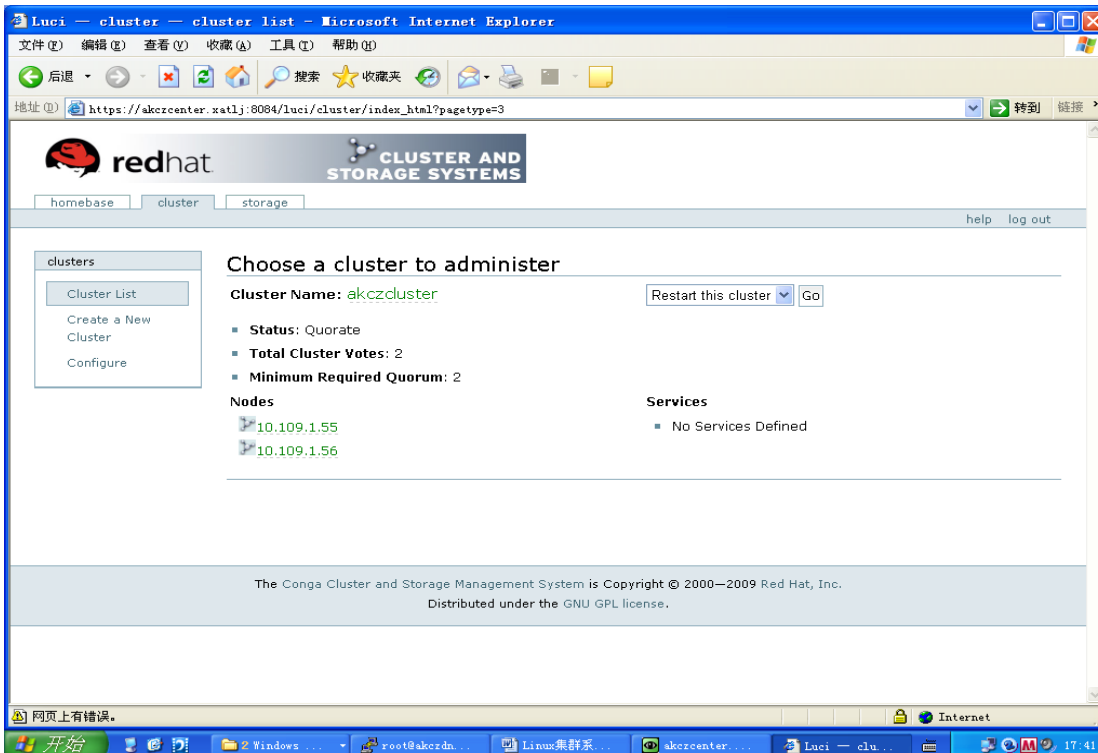 Luci — cluster — cluster list - Microsoft Internet Explorer
文件(F) 编辑(E) 查看(V) 收藏(A) 工具(T) 帮助(H)
后退 搜索 收藏夹
地址(D) https://akczcenter.xatlj:8084/luci/cluster/index_html?pagetype=3 转到 链接
redhat. CLUSTER AND
STORAGE SYSTEMS
homebase cluster storage
help log out
clusters
Cluster List
Create a New
Cluster
Configure
Choose a cluster to administer
Cluster Name: akczcluster Restart this cluster Go
Status: Quorate
Total Cluster Votes: 2
Minimum Required Quorum: 2
Nodes Services
10.109.1.55 No Services Defined
10.109.1.56
The Conga Cluster and Storage Management System is Copyright © 2000—2009 Red Hat, Inc.
Distributed under the GNU GPL license.
网页上有错误。 Internet
开始 2 Windows ... root@akczdn... Linux集群系... akczcenter.... Luci — clu... 17:41